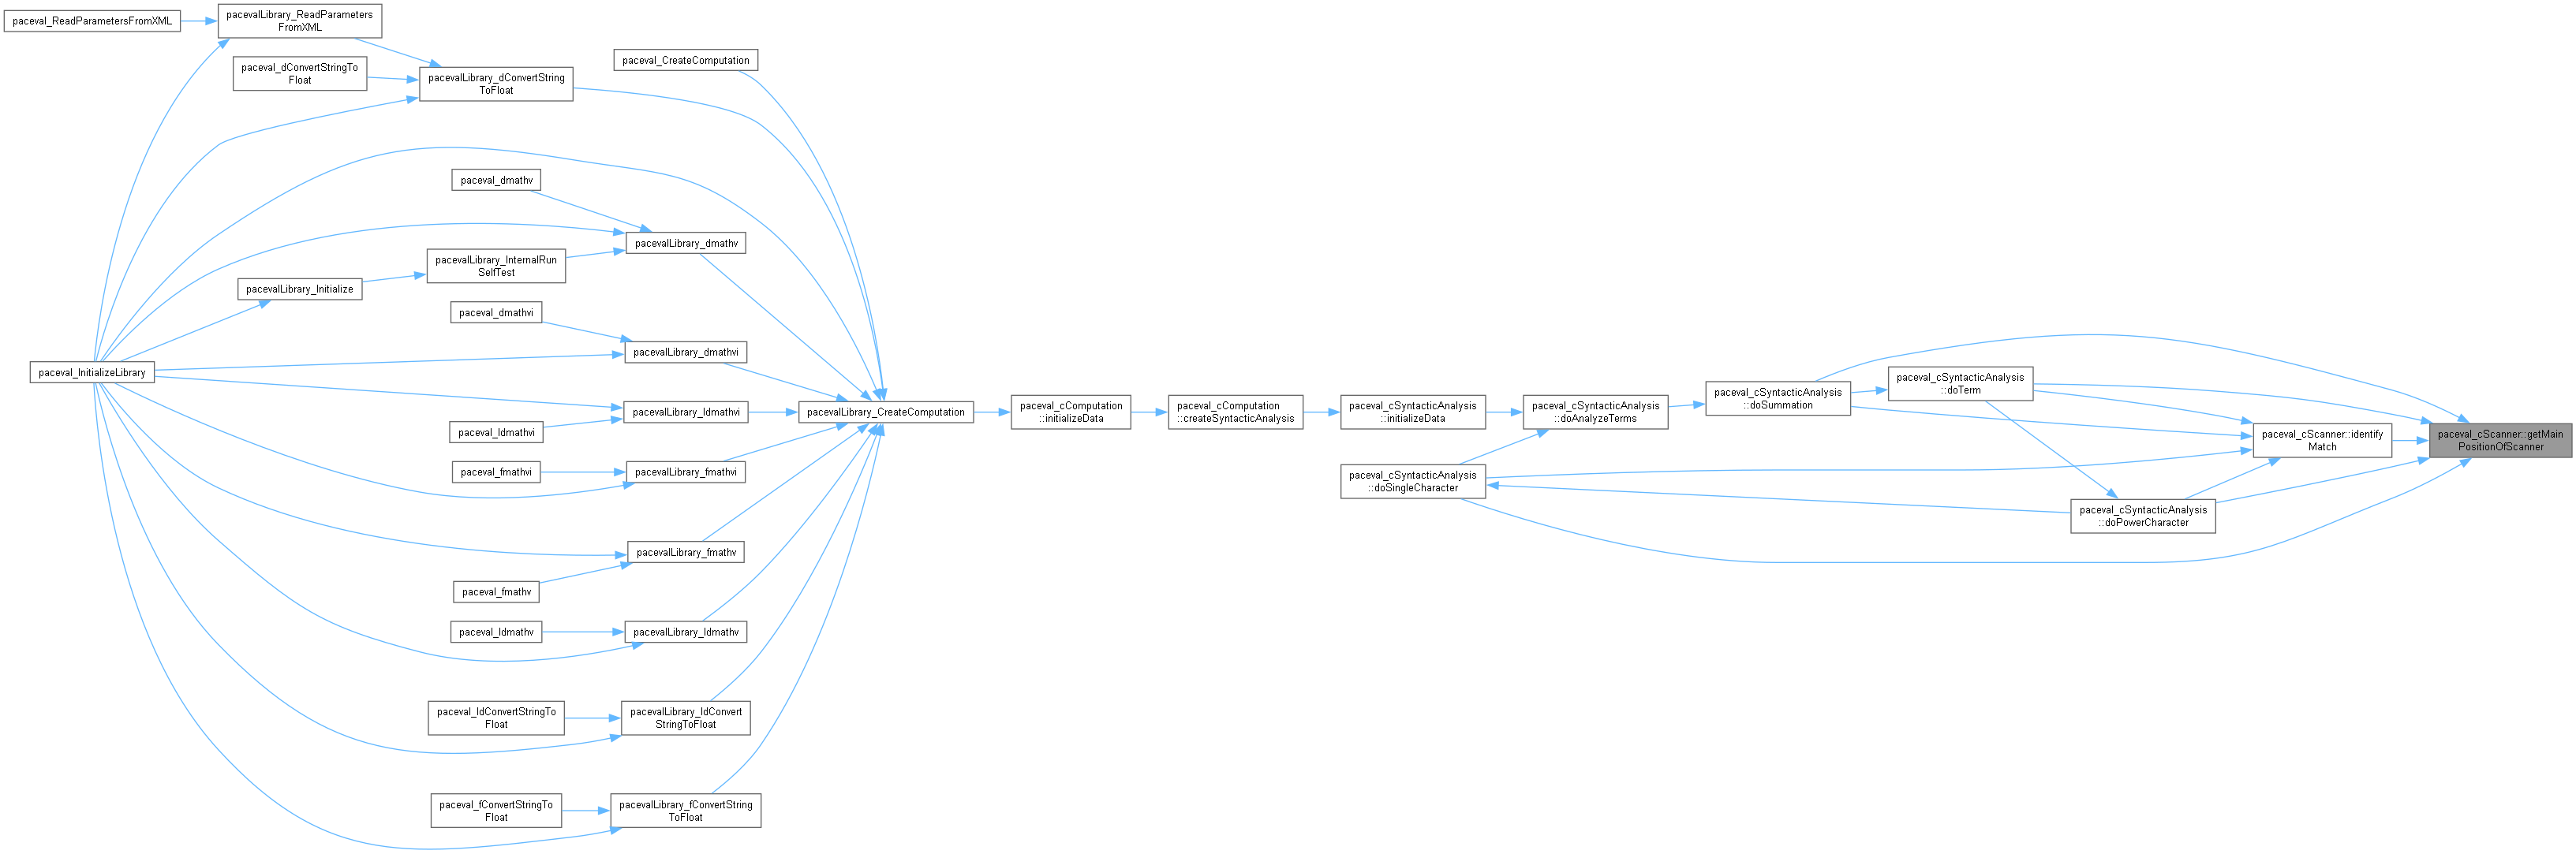 paceval_ReadParametersFromXML
pacevalLibrary_ReadParameters
FromXML
paceval_dConvertStringTo
Float
pacevalLibrary_dConvertString
ToFloat
paceval_CreateComputation
paceval_dmathv
pacevalLibrary_dmathv
pacevalLibrary_InternalRun
SelfTest
pacevalLibrary_Initialize
paceval_dmathvi
pacevalLibrary_dmathvi
paceval_InitializeLibrary
pacevalLibrary_ldmathvi
paceval_ldmathvi
pacevalLibrary_CreateComputation
paceval_cComputation
::initializeData
paceval_cComputation
::createSyntacticAnalysis
paceval_cSyntacticAnalysis
::initializeData
paceval_cSyntacticAnalysis
::doAnalyzeTerms
paceval_cSyntacticAnalysis
::doSummation
paceval_cSyntacticAnalysis
::doTerm
paceval_cScanner::identify
Match
paceval_cScanner::getMain
PositionOfScanner
paceval_cSyntacticAnalysis
::doSingleCharacter
paceval_cSyntacticAnalysis
::doPowerCharacter
paceval_fmathvi
pacevalLibrary_fmathvi
pacevalLibrary_fmathv
paceval_fmathv
paceval_ldmathv
pacevalLibrary_ldmathv
paceval_ldConvertStringTo
Float
pacevalLibrary_ldConvert
StringToFloat
paceval_fConvertStringTo
Float
pacevalLibrary_fConvertString
ToFloat